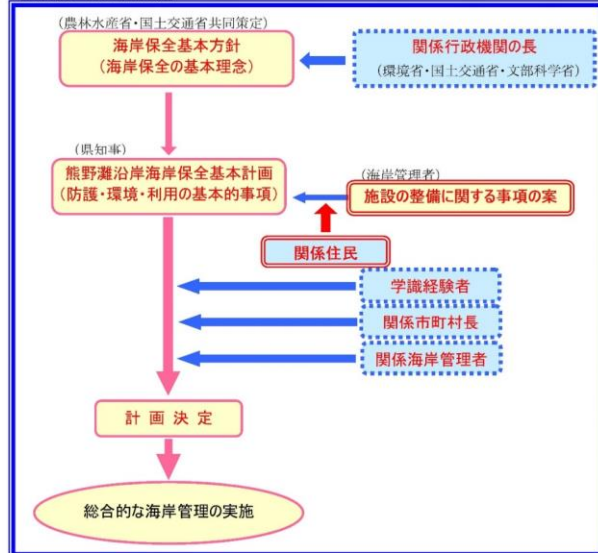 (農林水産省・国土交通省共同策定)
海岸保全基本方針
(海岸保全の基本理念)
関係行政機関の長
(環境省・国土交通省・文部科学省)
(県知事)
熊野灘沿岸海岸保全基本計画
(防護・環境・利用の基本的事項)
(海岸管理者)
施設の整備に関する事項の案
関係住民
学識経験者
関係市町村長
関係海岸管理者
計画決定
総合的な海岸管理の実施